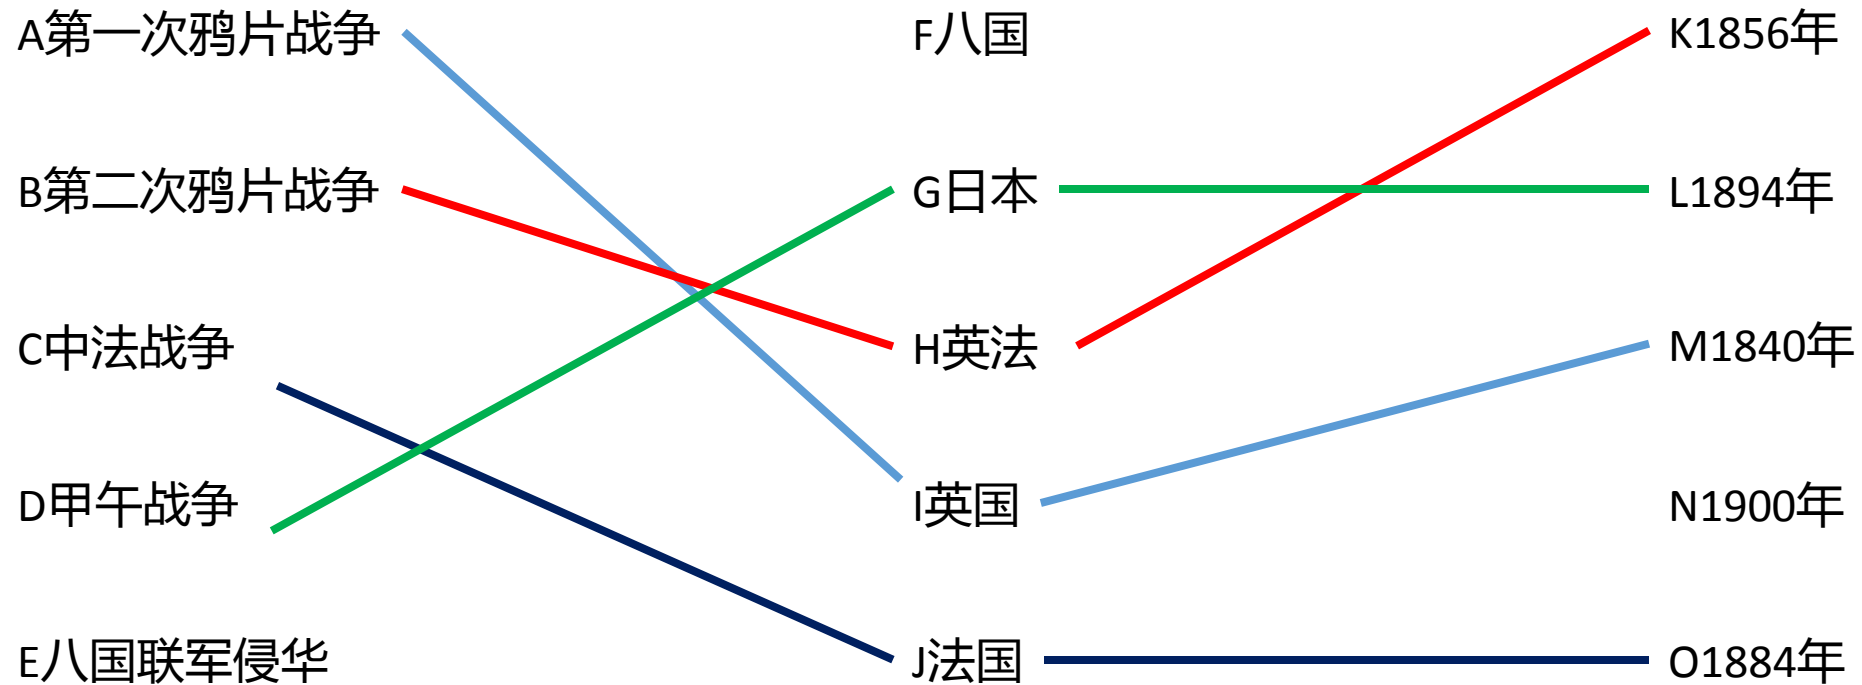 A第一次鸦片战争
F八国
K1856年
B第二次鸦片战争
G日本
L1894年
C中法战争
H英法
M1840年
D甲午战争
I英国
N1900年
E八国联军侵华
J法国
O1884年